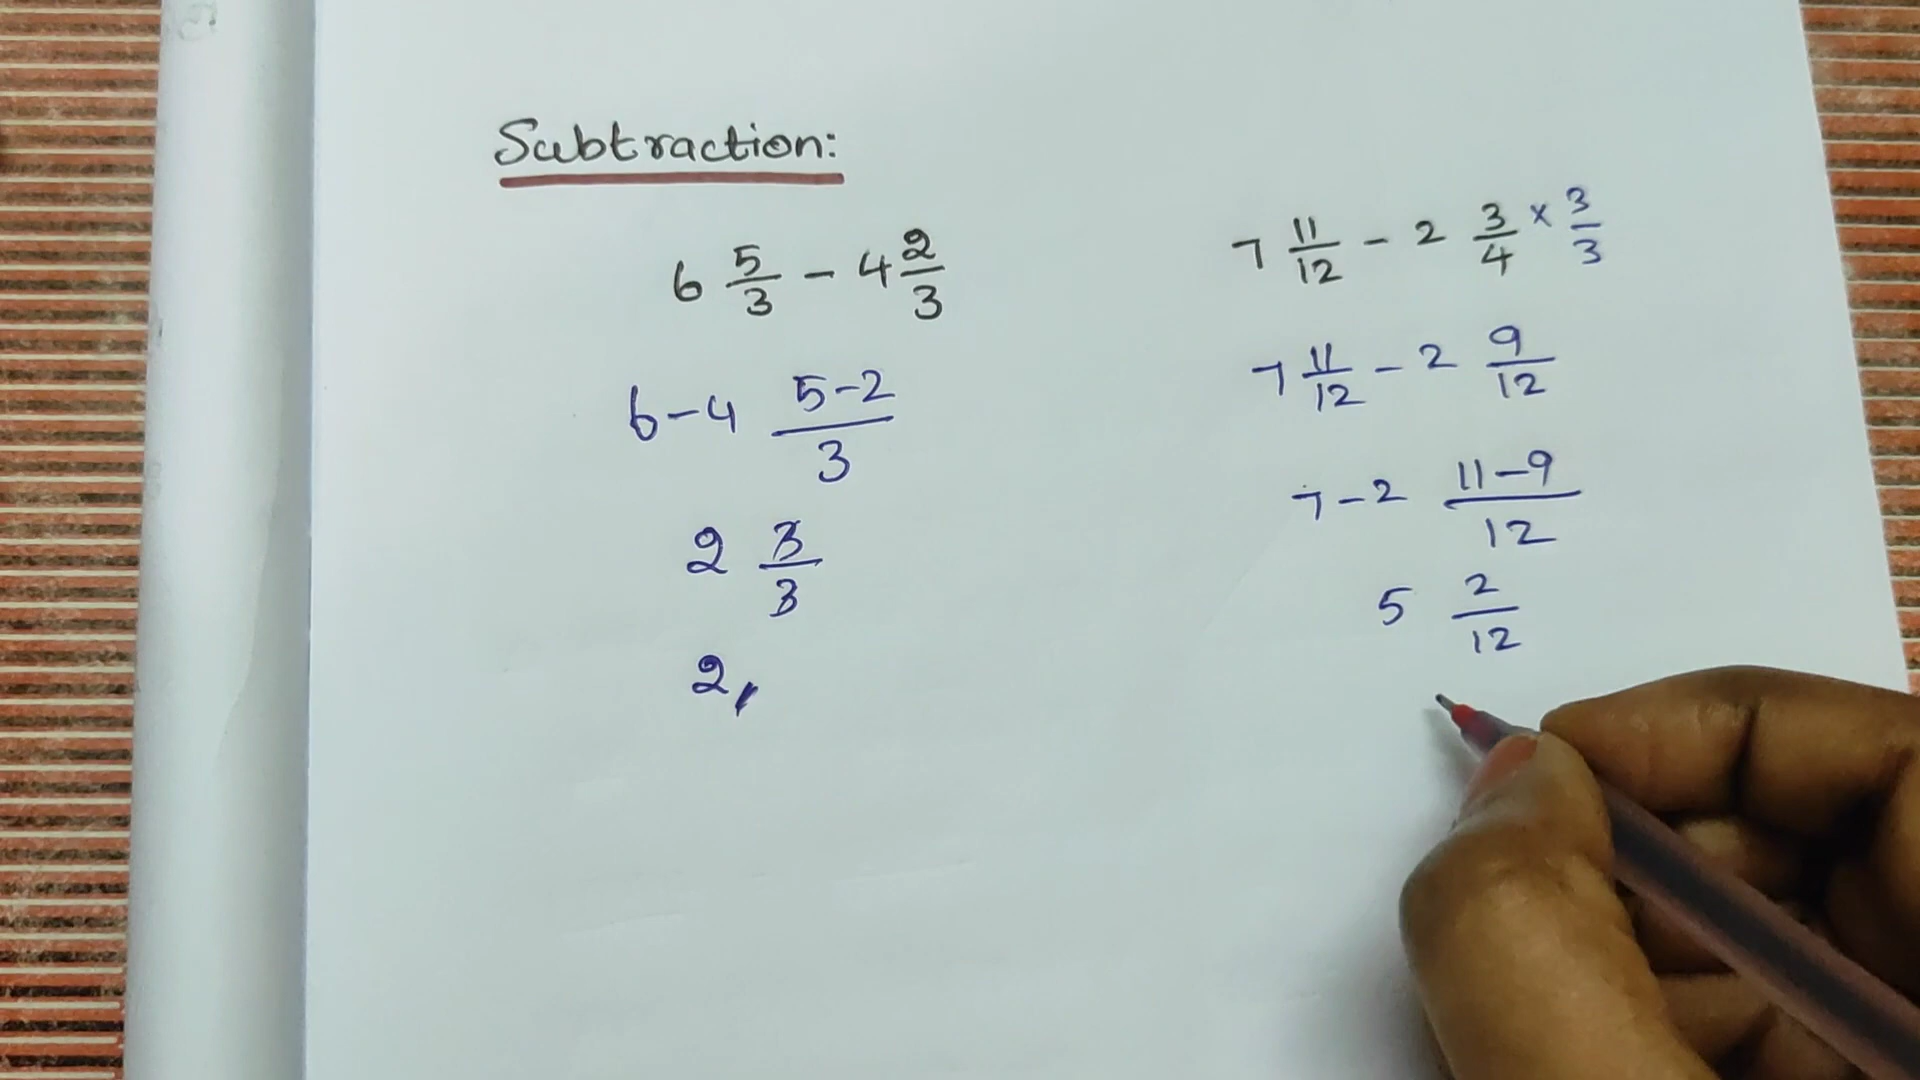 Subtraction:
6 5/3 - 4 2/3
6-4 5-2/3
2 3/3
2,
7 11/12 - 2 3/4 x 3/3
7 11/12 - 2 9/12
7-2 11-9/12
5 2/12